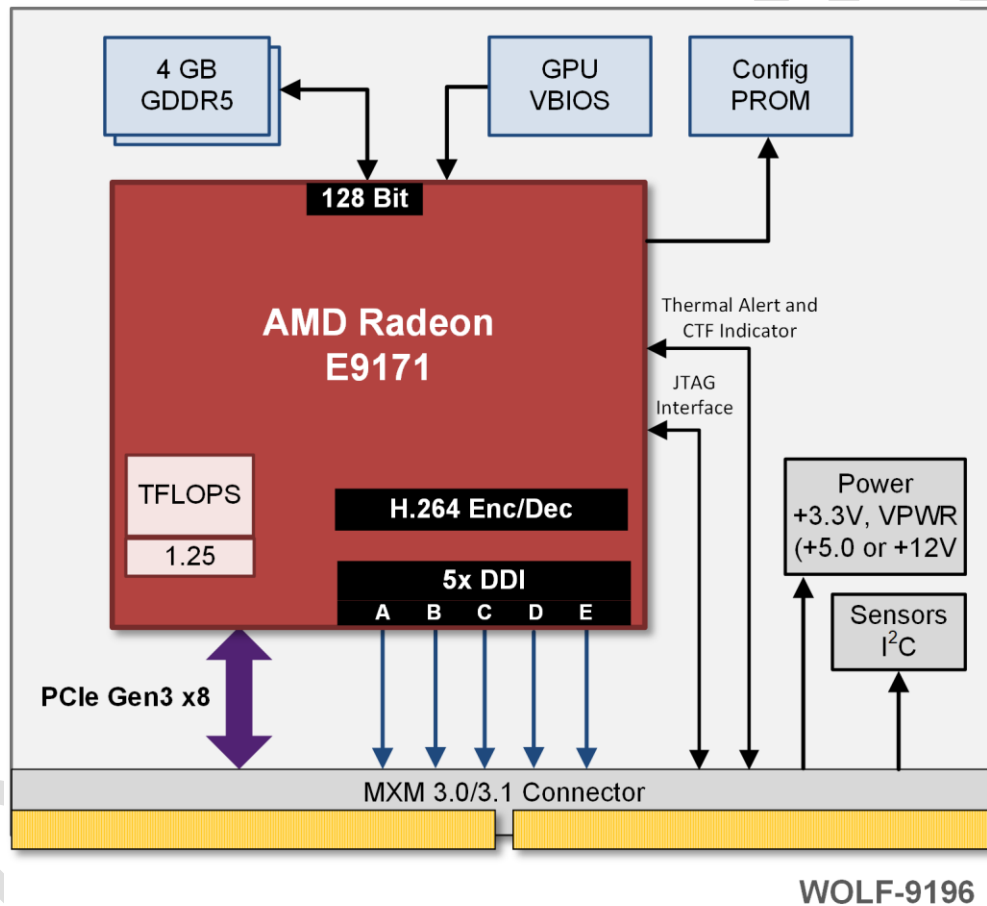 4 GB
GDDR5
GPU
VBIOS
Config
PROM
128 Bit
AMD Radeon
E9171
Thermal Alert and
CTF Indicator
JTAG
Interface
TFLOPS
1.25
H.264 Enc/Dec
5x DDI
A B C D E
Power
+3.3V, VPWR
(+5.0 or +12V
Sensors
I²C
PCIe Gen3 x8
MXM 3.0/3.1 Connector
WOLF-9196